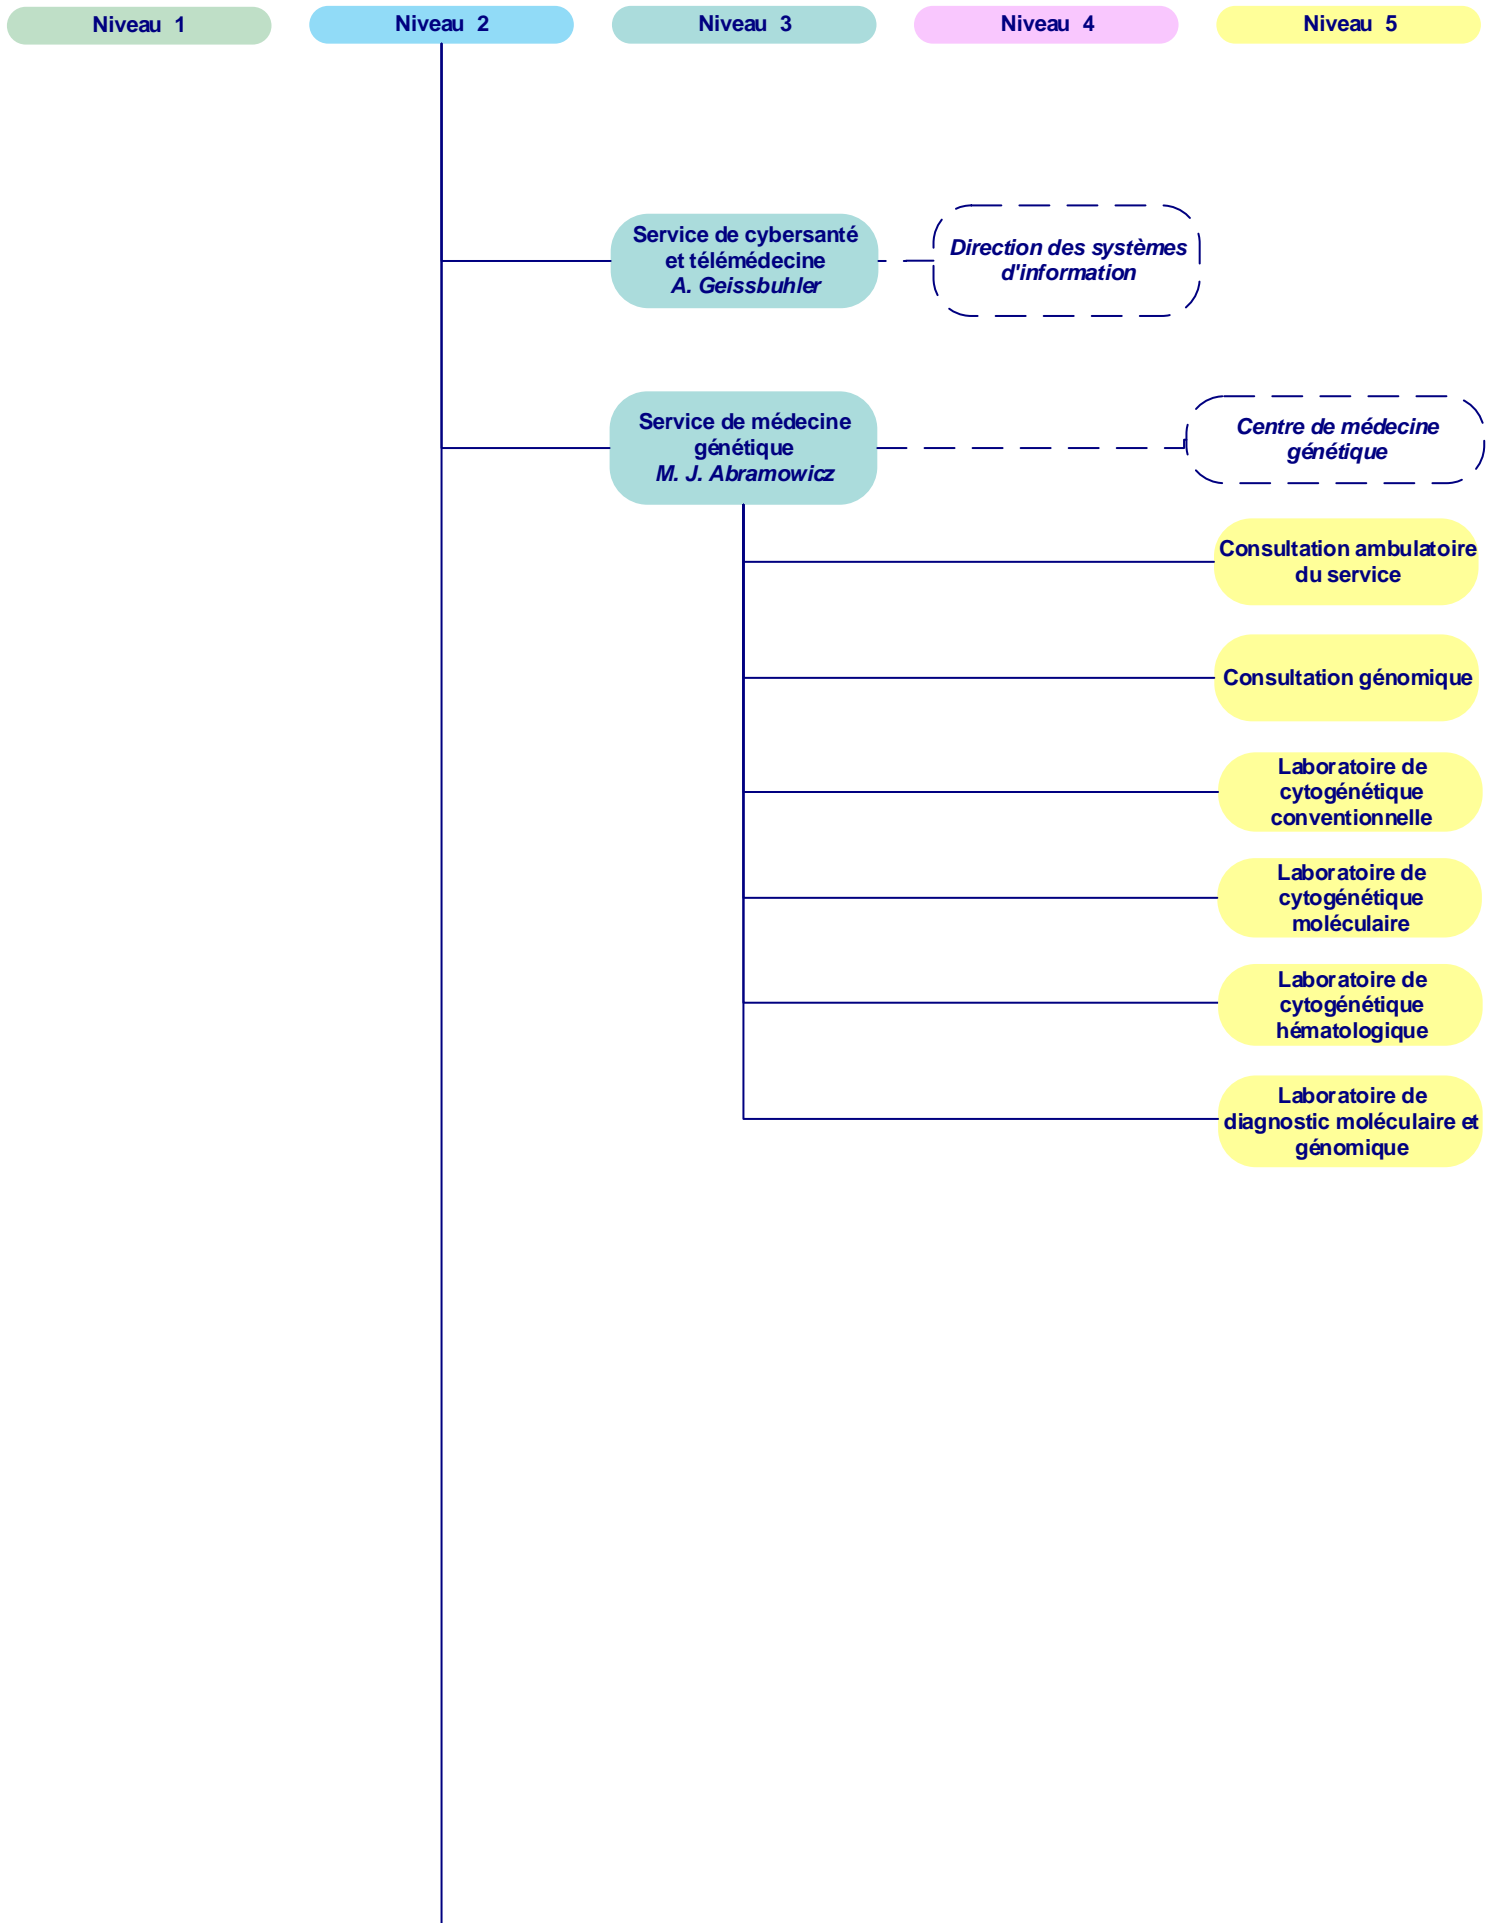 Niveau 1
Niveau 2
Niveau 3
Niveau 4
Niveau 5
Service de cybersanté
et télémédecine
A. Geissbuhler
Direction des systèmes
d'information
Service de médecine
génétique
M. J. Abramowicz
Centre de médecine
génétique
Consultation ambulatoire
du service
Consultation génomique
Laboratoire de
cytogénétique
conventionnelle
Laboratoire de
cytogénétique
moléculaire
Laboratoire de
cytogénétique
hématologique
Laboratoire de
diagnostic moléculaire et
génomique